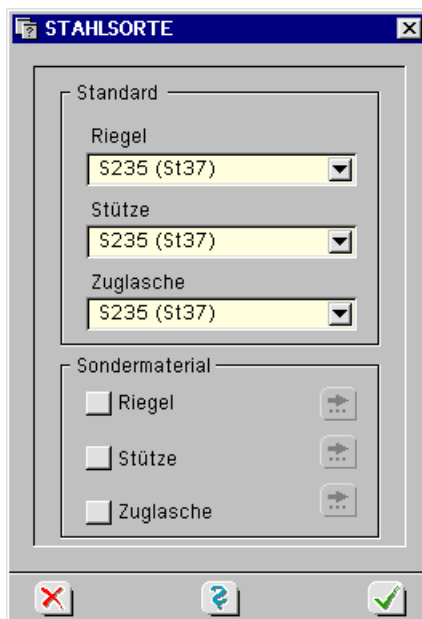 STAHLSORTE
Standard
Riegel
S235 (St37)
Stütze
S235 (St37)
Zuglasche
S235 (St37)
Sondermaterial
Riegel
Stütze
Zuglasche